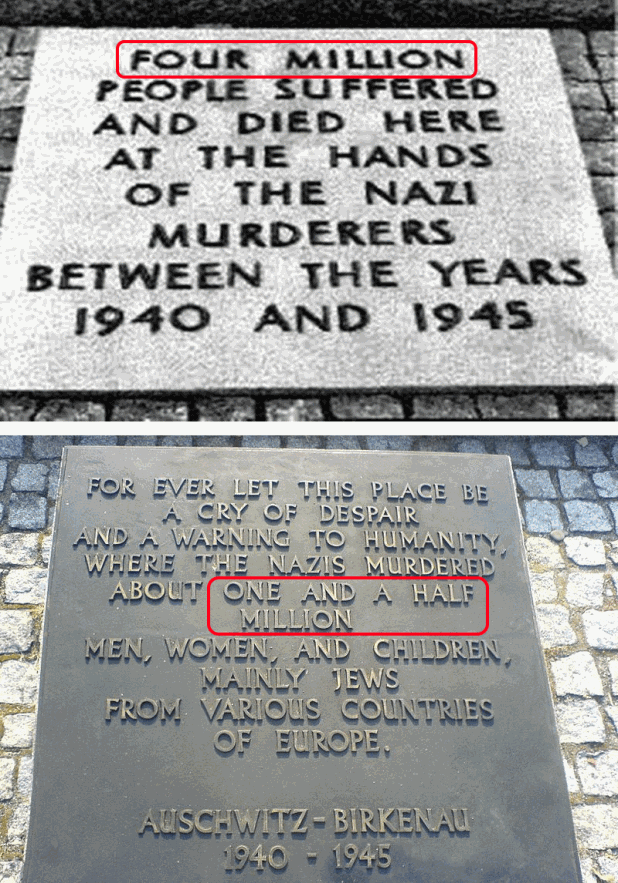 FOUR MILLION
PEOPLE SUFFERED
AND DIED HERE
AT THE HANDS
OF THE NAZI
MURDERERS
BETWEEN THE YEARS
1940 AND 1945
FOR EVER LET THIS PLACE BE
A CRY OF DESPAIR
AND A WARNING TO HUMANITY,
WHERE THE NAZIS MURDERED
ABOUT ONE AND A HALF
MILLION
MEN, WOMEN, AND CHILDREN,
MAINLY JEWS
FROM VARIOUS COUNTRIES
OF EUROPE.
AUSCHWITZ-BIRKENAU
1940 - 1945